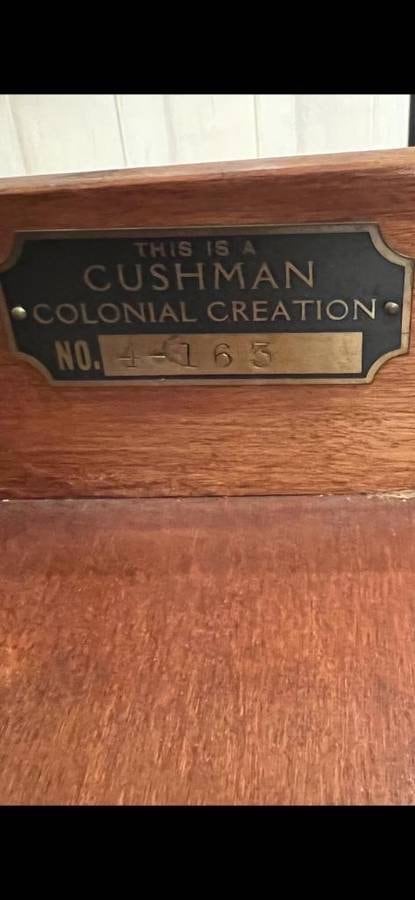 THIS IS A
CUSHMAN
COLONIAL CREATION
NO. 4-163